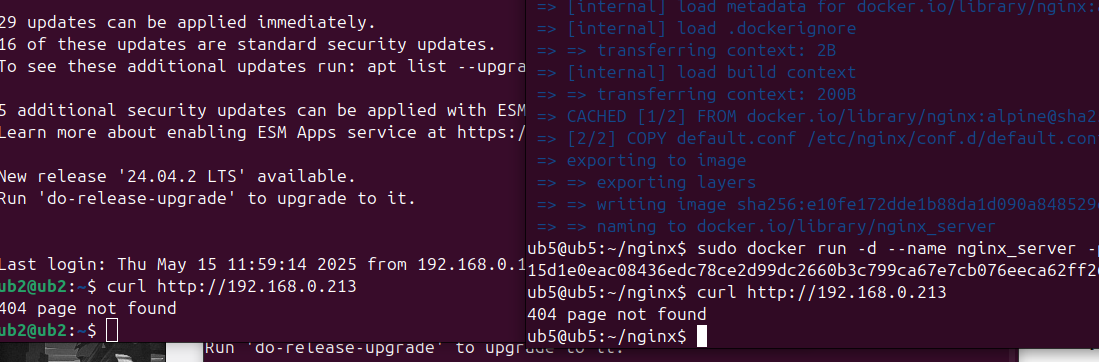 29 updates can be applied immediately.
16 of these updates are standard security updates.
To see these additional updates run: apt list --upgra
5 additional security updates can be applied with ESM
Learn more about enabling ESM Apps service at https:/
New release '24.04.2 LTS' available.
Run 'do-release-upgrade' to upgrade to it.
Last login: Thu May 15 11:59:14 2025 from 192.168.0.1
ub2@ub2:~$ curl http://192.168.0.213
404 page not found
ub2@ub2:~$
=> [internal] load metadata for docker.io/library/nginx:a
=> [internal] load .dockerignore
=> => transferring context: 2B
=> [internal] load build context
=> => transferring context: 200B
=> CACHED [1/2] FROM docker.io/library/nginx:alpine@sha2
=> [2/2] COPY default.conf /etc/nginx/conf.d/default.con
=> exporting to image
=> => exporting layers
=> => writing image sha256:e10fe172dde1b88da1d090a848529
=> => naming to docker.io/library/nginx_server
ub5@ub5:~/nginx$ sudo docker run -d --name nginx_server -p
15d1e0eac08436edc78ce2d99dc2660b3c799ca67e7cb076eeca62ff2
ub5@ub5:~/nginx$ curl http://192.168.0.213
404 page not found
ub5@ub5:~/nginx$
Run 'do-release-upgrade' to upgrade to it.